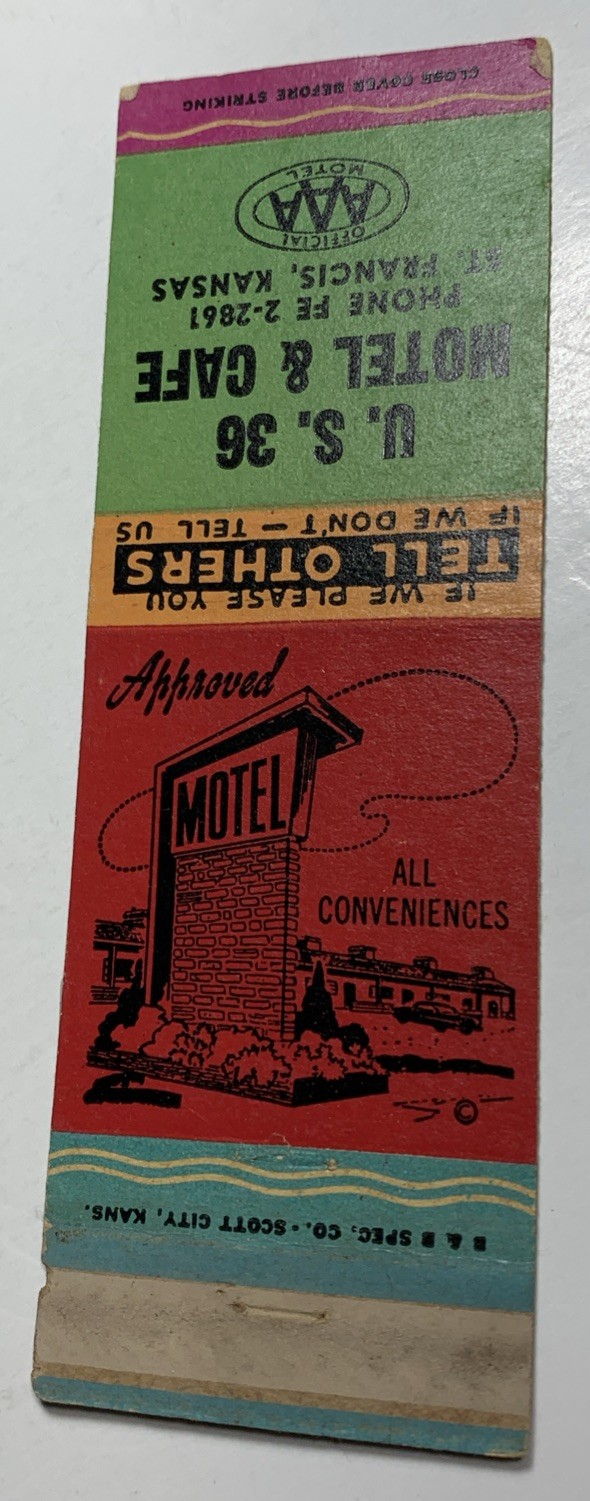 CLOSE COVER BEFORE STRIKING
OFFICIAL
AAA
MOTEL
ST. FRANCIS, KANSAS
PHONE FE 2-2861
MOTEL & CAFE
U. S. 36
IF WE DON'T — TELL US
TELL OTHERS
IF WE PLEASE YOU
Approved
MOTEL
ALL
CONVENIENCES
©
B & B SPEC. CO. - SCOTT CITY, KANS.